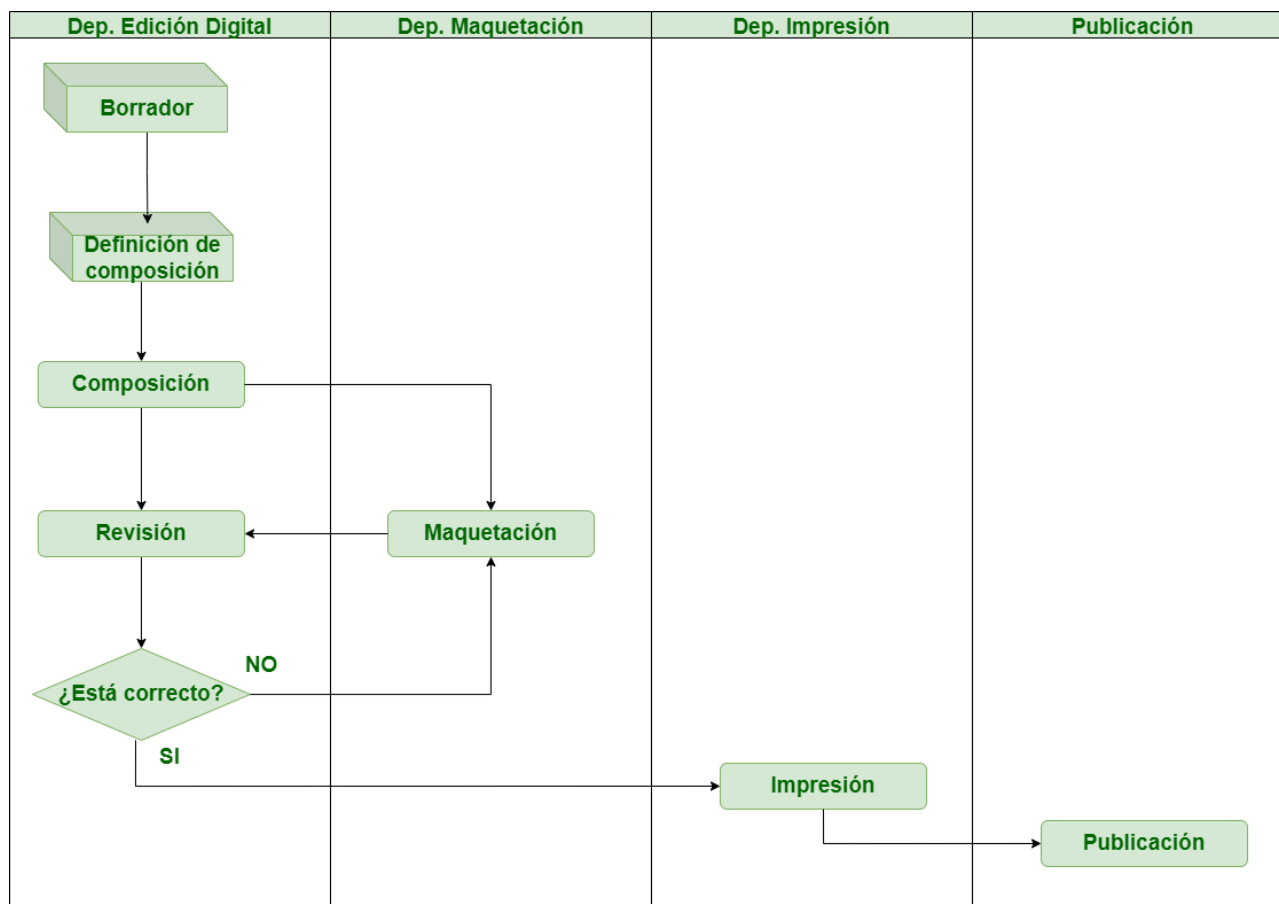 Dep. Edición Digital
Dep. Maquetación
Dep. Impresión
Publicación
Borrador
Definición de
composición
Composición
Revisión
Maquetación
NO
¿Está correcto?
SI
Impresión
Publicación